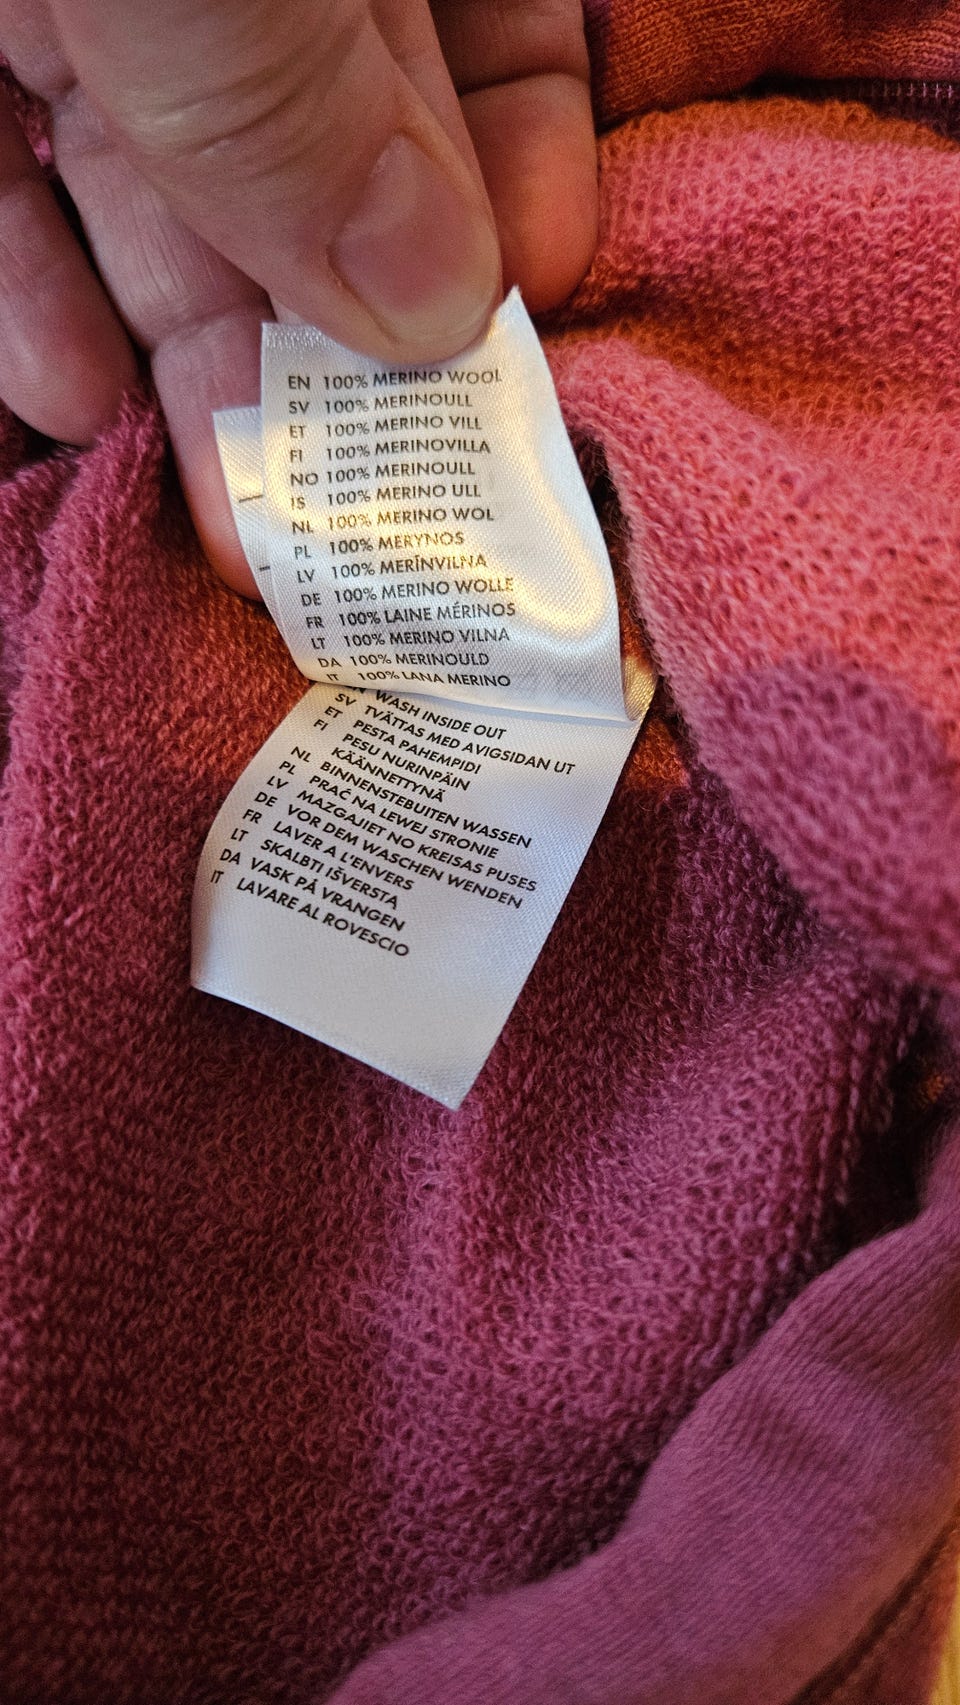 EN 100% MERINO WOOL
SV 100% MERINOULL
ET 100% MERINO VILL
FI 100% MERINOVILLA
NO 100% MERINOULL
IS 100% MERINO ULL
NL 100% MERINO WOL
PL 100% MERYNOS
LV 100% MERĪNVILNA
DE 100% MERINO WOLLE
FR 100% LAINE MÉRINOS
LT 100% MERINO VILNA
DA 100% MERINOULD
IT 100% LANA MERINO
WASH INSIDE OUT
SV TVÄTTAS MED AVIGSIDAN UT
ET PESTA PAHEMPIDI
FI PESU NURINPÄIN
KÄÄNNETTYNÄ
NL BINNENSTEBUITEN WASSEN
PL PRAĆ NA LEWEJ STRONIE
LV MAZGAJIET NO KREISAS PUSES
DE VOR DEM WASCHEN WENDEN
FR LAVER A L'ENVERS
LT SKALBTI IŠVERSTĄ
DA VASK PÅ VRANGEN
IT LAVARE AL ROVESCIO